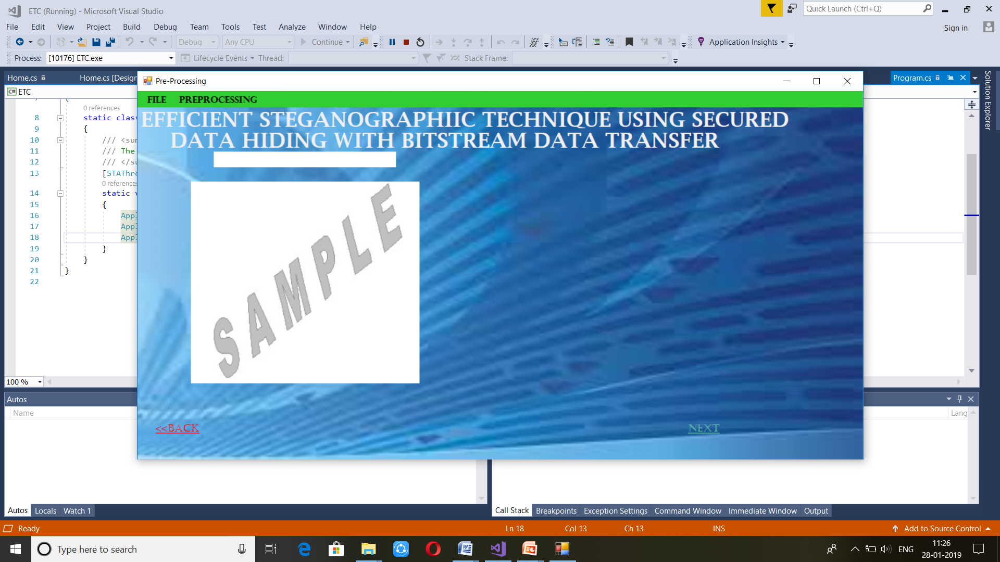 ETC (Running) - Microsoft Visual Studio
Quick Launch (Ctrl+Q)
File Edit View Project Build Debug Team Tools Test Analyze Window Help
Sign in
Debug Any CPU Continue Application Insights
Process: [10176] ETC.exe Lifecycle Events Thread: Stack Frame:
Home.cs Home.cs [Design Program.cs
Solution Explorer
C# ETC
Pre-Processing
FILE PREPROCESSING
EFFICIENT STEGANOGRAPHIIC TECHNIQUE USING SECURED
DATA HIDING WITH BITSTREAM DATA TRANSFER
SAMPLE
<<BACK
NEXT
0 references
8 static clas
9 {
10 /// <su
11 /// The
12 /// </s
13 [STAThr
0 references
14 static
15 {
16 Appl
17 Appl
18 Appl
19 }
20 }
21 }
22
100 %
Autos
Name
Lang
Autos Locals Watch 1
Call Stack Breakpoints Exception Settings Command Window Immediate Window Output
Ready Ln 18 Col 13 Ch 13 INS Add to Source Control
Type here to search
ENG
11:26
28-01-2019